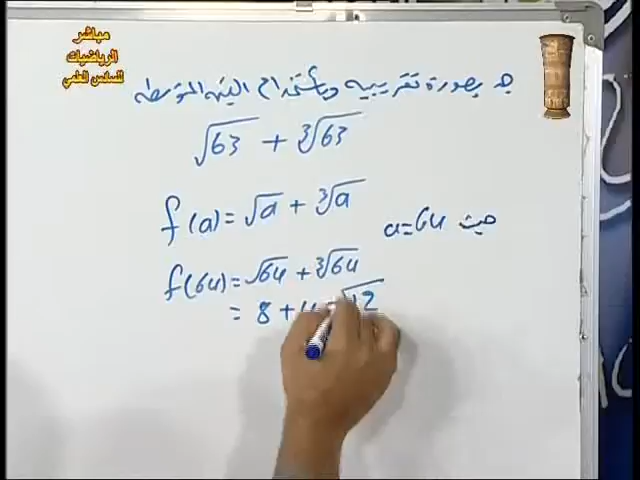 مباشر
الرياضيات
للسادس العلمي
جد بصورة تقريبية وبأستخدام القيمة المتوسطة
√63 + ∛63
f(a) = √a + ∛a
حيث a=64
f(64) = √64 + ∛64
= 8 + 4 12